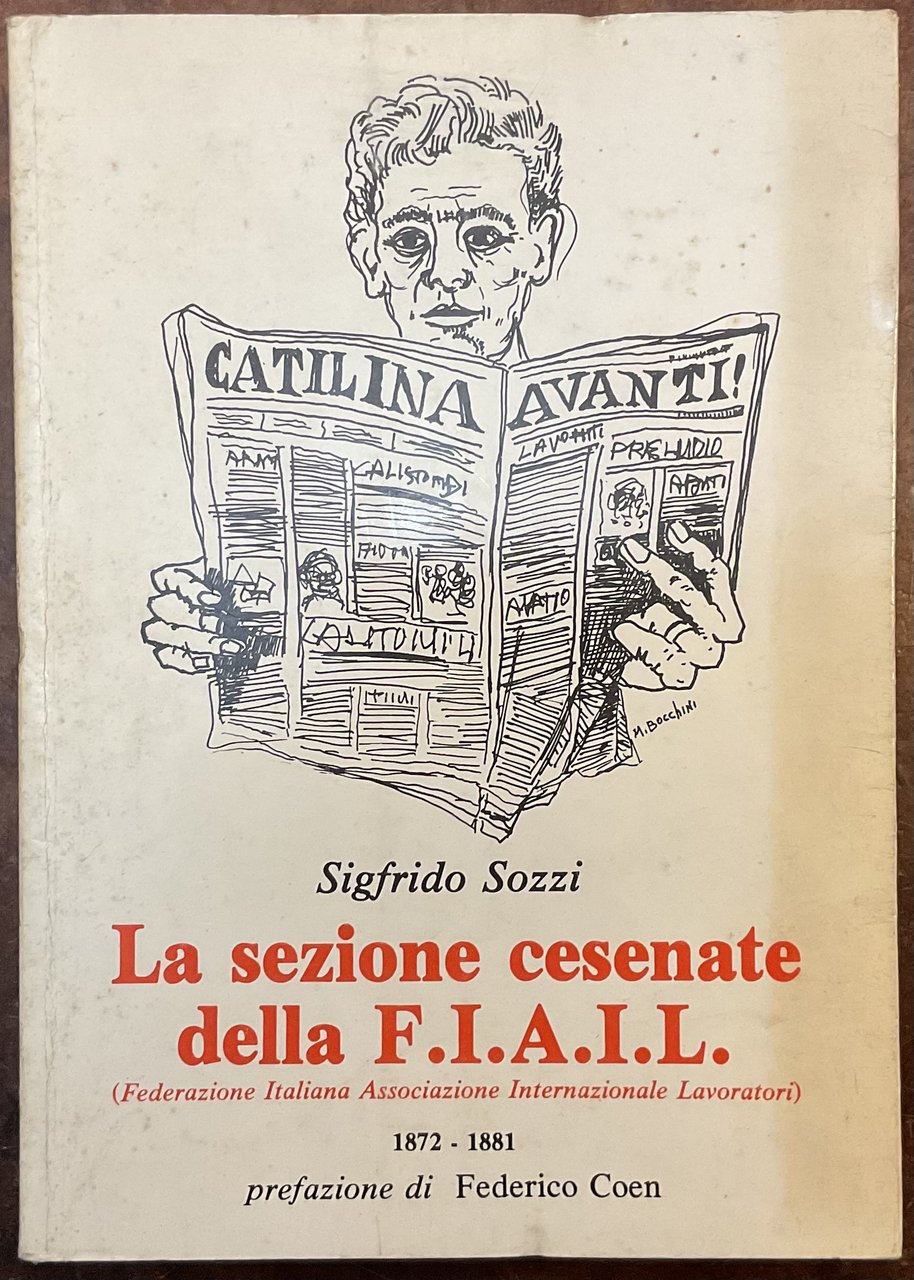 CATILINA
AVANTI!
PRÆLUDIO
M. BOCCHINI
Sigfrido Sozzi
La sezione cesenate
della F.I.A.I.L.
(Federazione Italiana Associazione Internazionale Lavoratori)
1872 - 1881
prefazione di Federico Coen